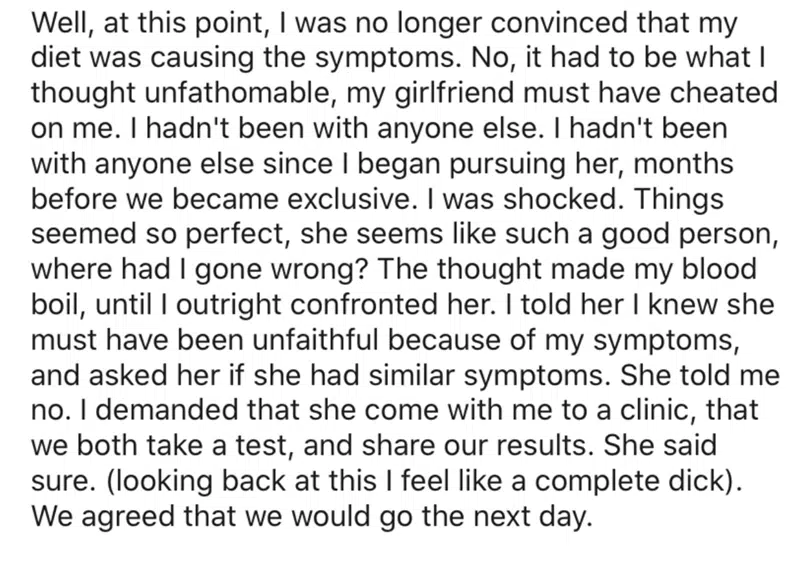 Well, at this point, I was no longer convinced that my
diet was causing the symptoms. No, it had to be what I
thought unfathomable, my girlfriend must have cheated
on me. I hadn't been with anyone else. I hadn't been
with anyone else since I began pursuing her, months
before we became exclusive. I was shocked. Things
seemed so perfect, she seems like such a good person,
where had I gone wrong? The thought made my blood
boil, until I outright confronted her. I told her I knew she
must have been unfaithful because of my symptoms,
and asked her if she had similar symptoms. She told me
no. I demanded that she come with me to a clinic, that
we both take a test, and share our results. She said
sure. (looking back at this I feel like a complete dick).
We agreed that we would go the next day.